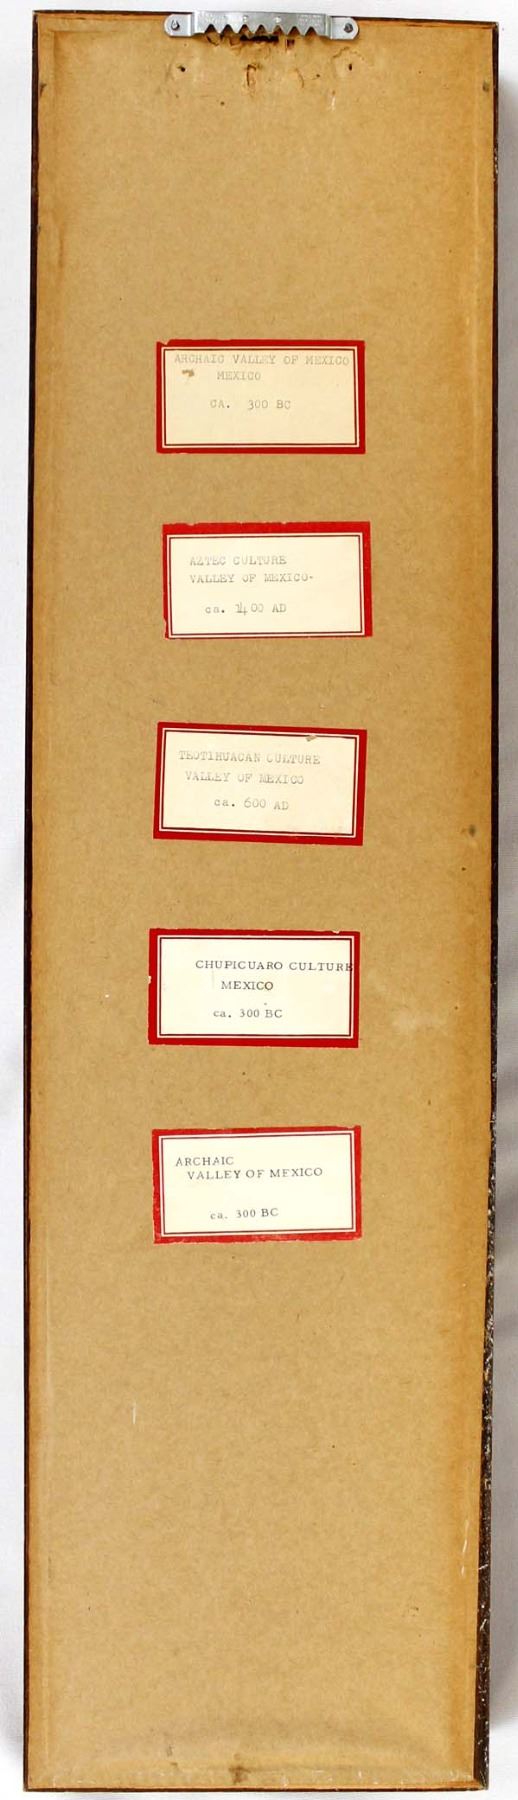 ARCHAIC VALLEY OF MEXICO
MEXICO
CA. 300 BC
AZTEC CULTURE
VALLEY OF MEXICO-
ca. 1400 AD
TEOTIHUACAN CULTURE
VALLEY OF MEXICO
ca. 600 AD
CHUPICUARO CULTURE
MEXICO
ca. 300 BC
ARCHAIC
VALLEY OF MEXICO
ca. 300 BC